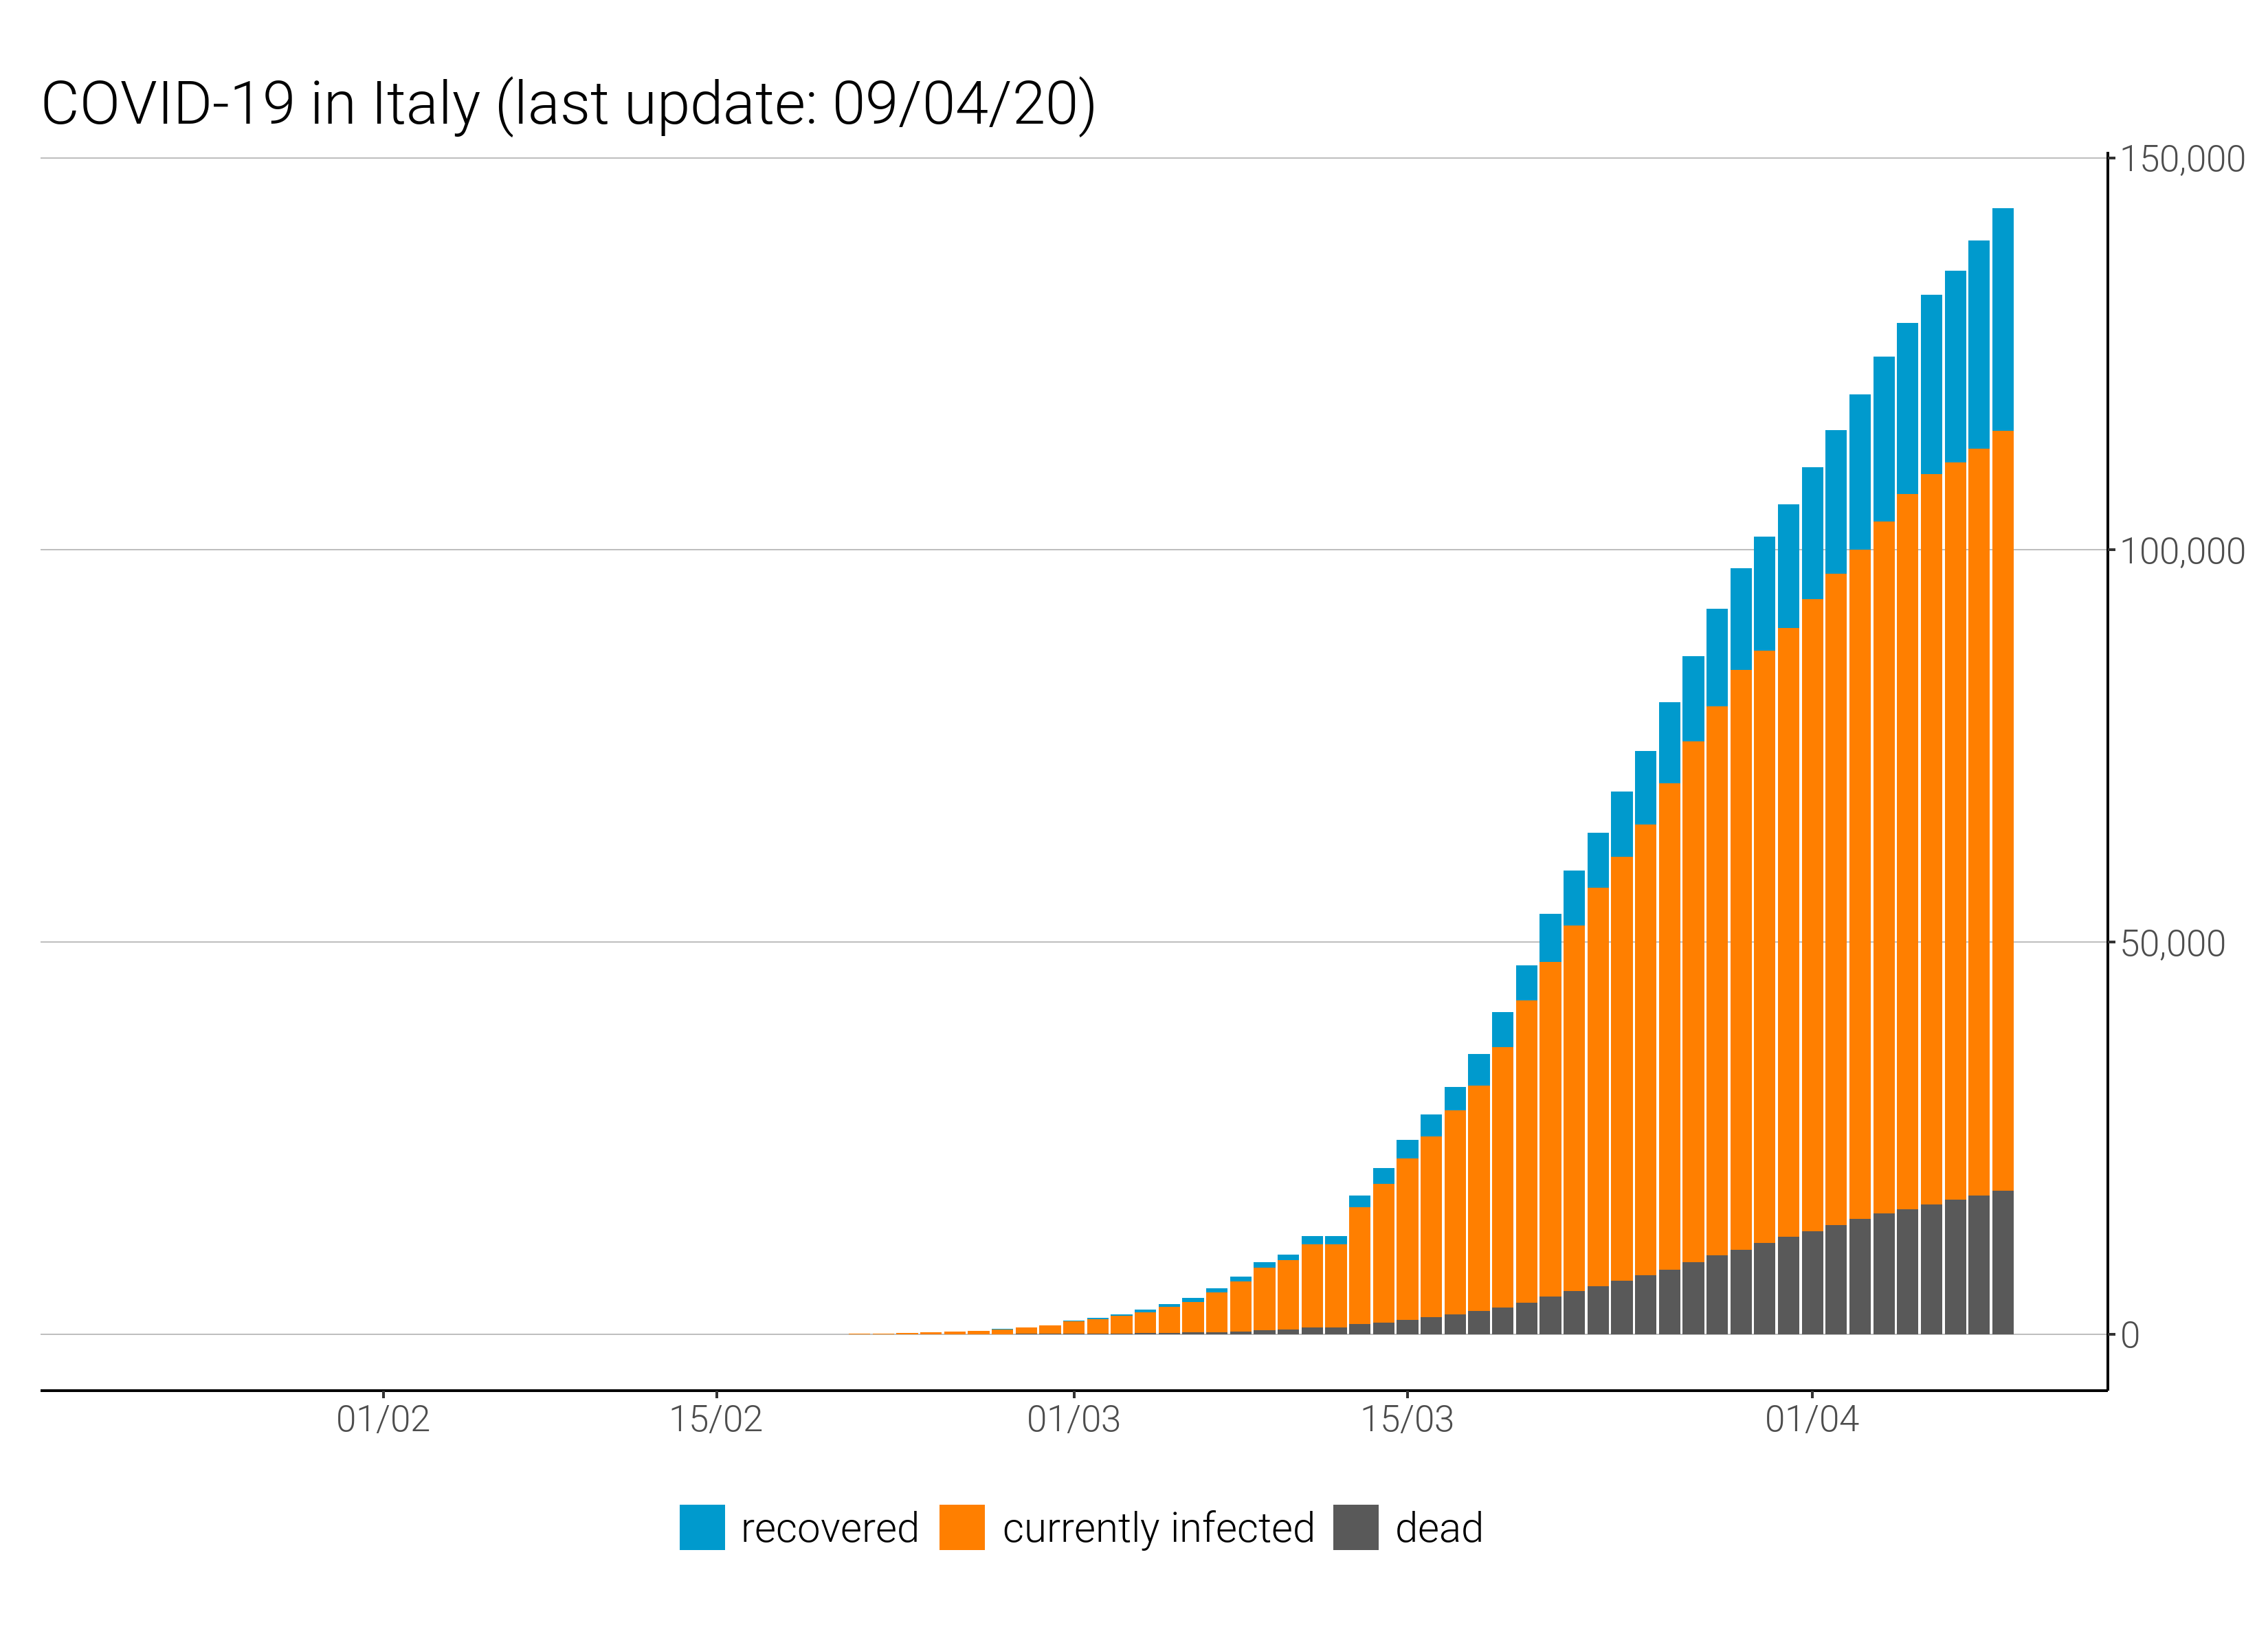 COVID-19 in Italy (last update: 09/04/20)
150,000
100,000
50,000
0
01/02 15/02 01/03 15/03 01/04
recovered currently infected dead